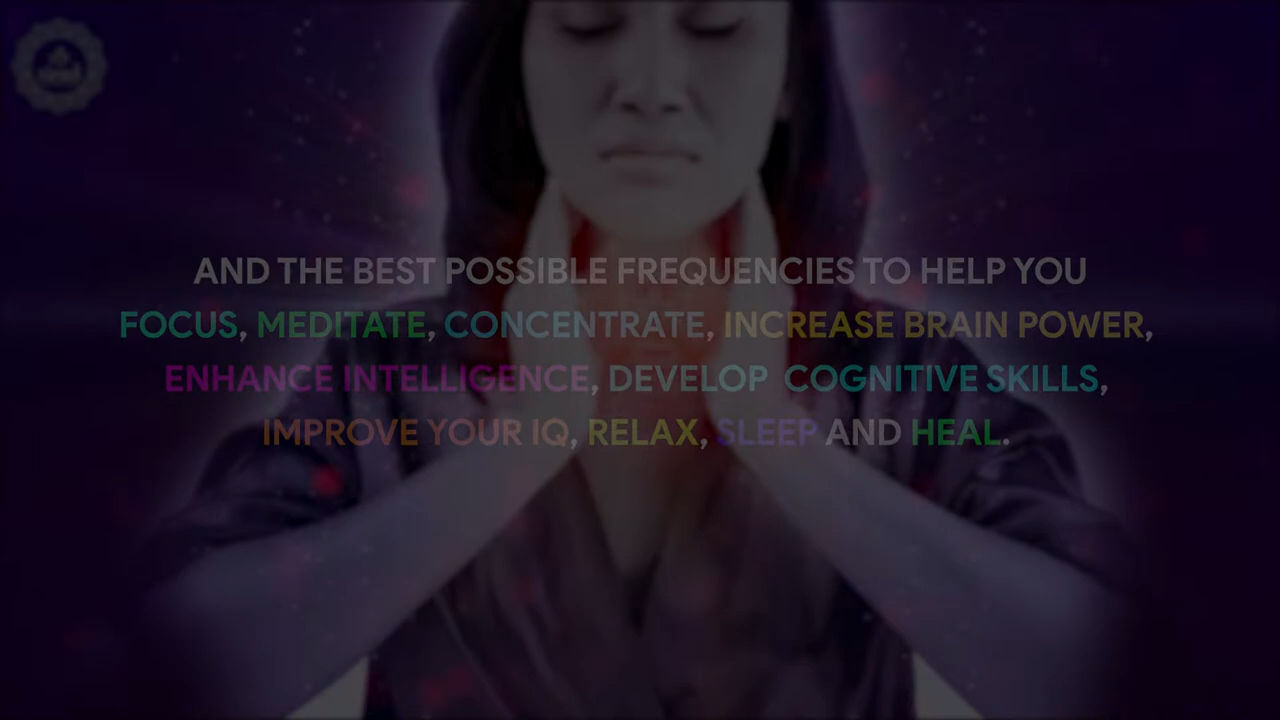 AND THE BEST POSSIBLE FREQUENCIES TO HELP YOU
FOCUS, MEDITATE, CONCENTRATE, INCREASE BRAIN POWER,
ENHANCE INTELLIGENCE, DEVELOP COGNITIVE SKILLS,
IMPROVE YOUR IQ, RELAX, SLEEP AND HEAL.